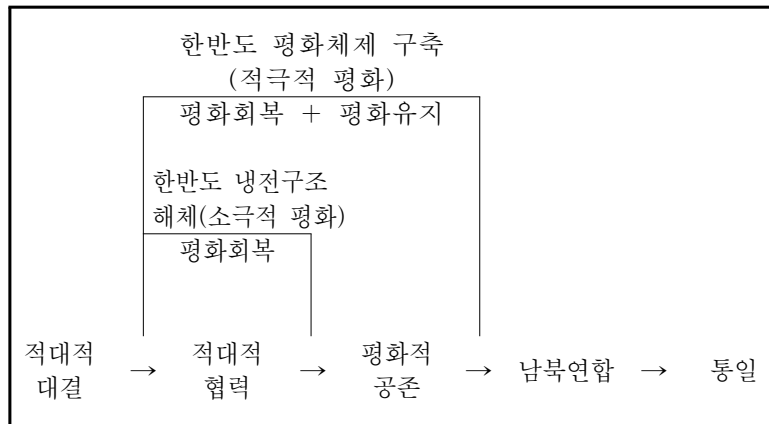 한반도 평화체제 구축
(적극적 평화)
평화회복 + 평화유지
한반도 냉전구조
해체(소극적 평화)
평화회복
적대적 적대적 평화적
→ → → 남북연합 → 통일
대결 협력 공존